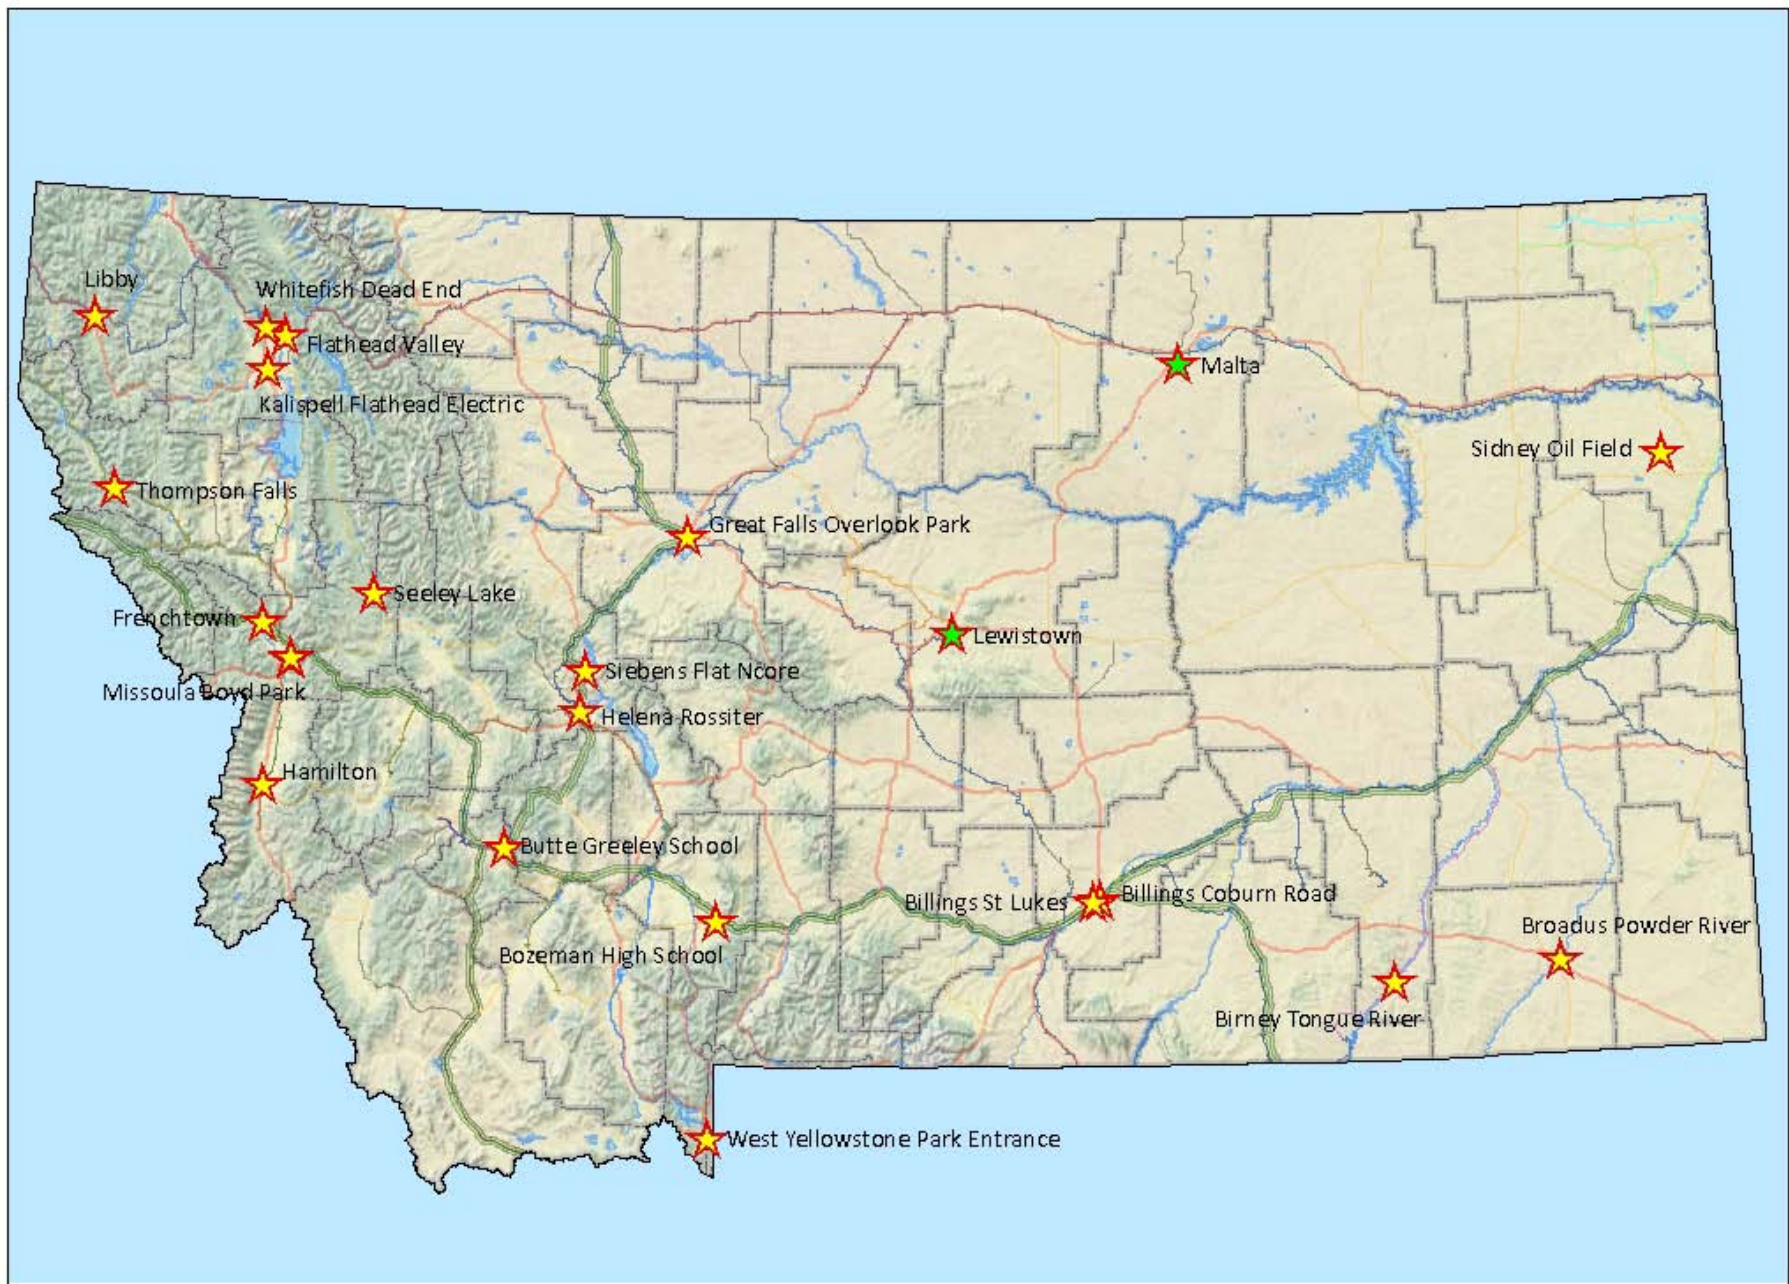 Libby
Whitefish Dead End
Flathead Valley
Malta
Kalispell Flathead Electric
Sidney Oil Field
Thompson Falls
Great Falls Overlook Park
Seeley Lake
Frenchtown
Lewistown
Siebens Flat Ncore
Missoula Boyd Park
Helena Rossiter
Hamilton
Butte Greeley School
Billings St Lukes
Billings Coburn Road
Broadus Powder River
Bozeman High School
Birney Tongue River
West Yellowstone Park Entrance